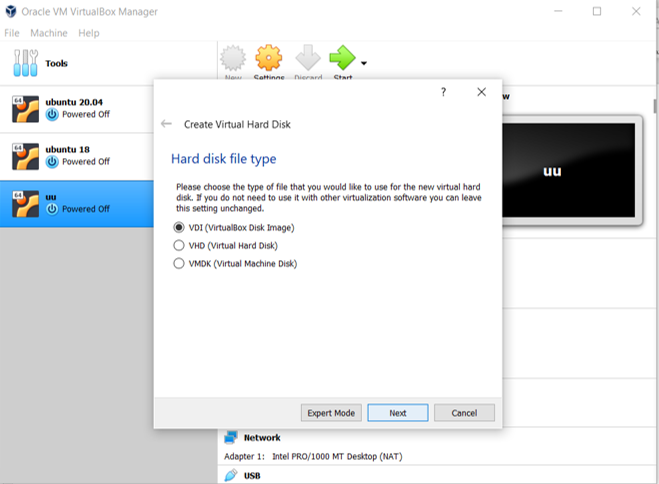 Oracle VM VirtualBox Manager
File Machine Help
Tools
New Settings Discard Start
64 ubuntu 20.04
Powered Off
64 ubuntu 18
Powered Off
64 uu
Powered Off
w
uu
?
Create Virtual Hard Disk
Hard disk file type
Please choose the type of file that you would like to use for the new virtual hard
disk. If you do not need to use it with other virtualization software you can leave
this setting unchanged.
VDI (VirtualBox Disk Image)
VHD (Virtual Hard Disk)
VMDK (Virtual Machine Disk)
Expert Mode Next Cancel
Network
Adapter 1: Intel PRO/1000 MT Desktop (NAT)
USB